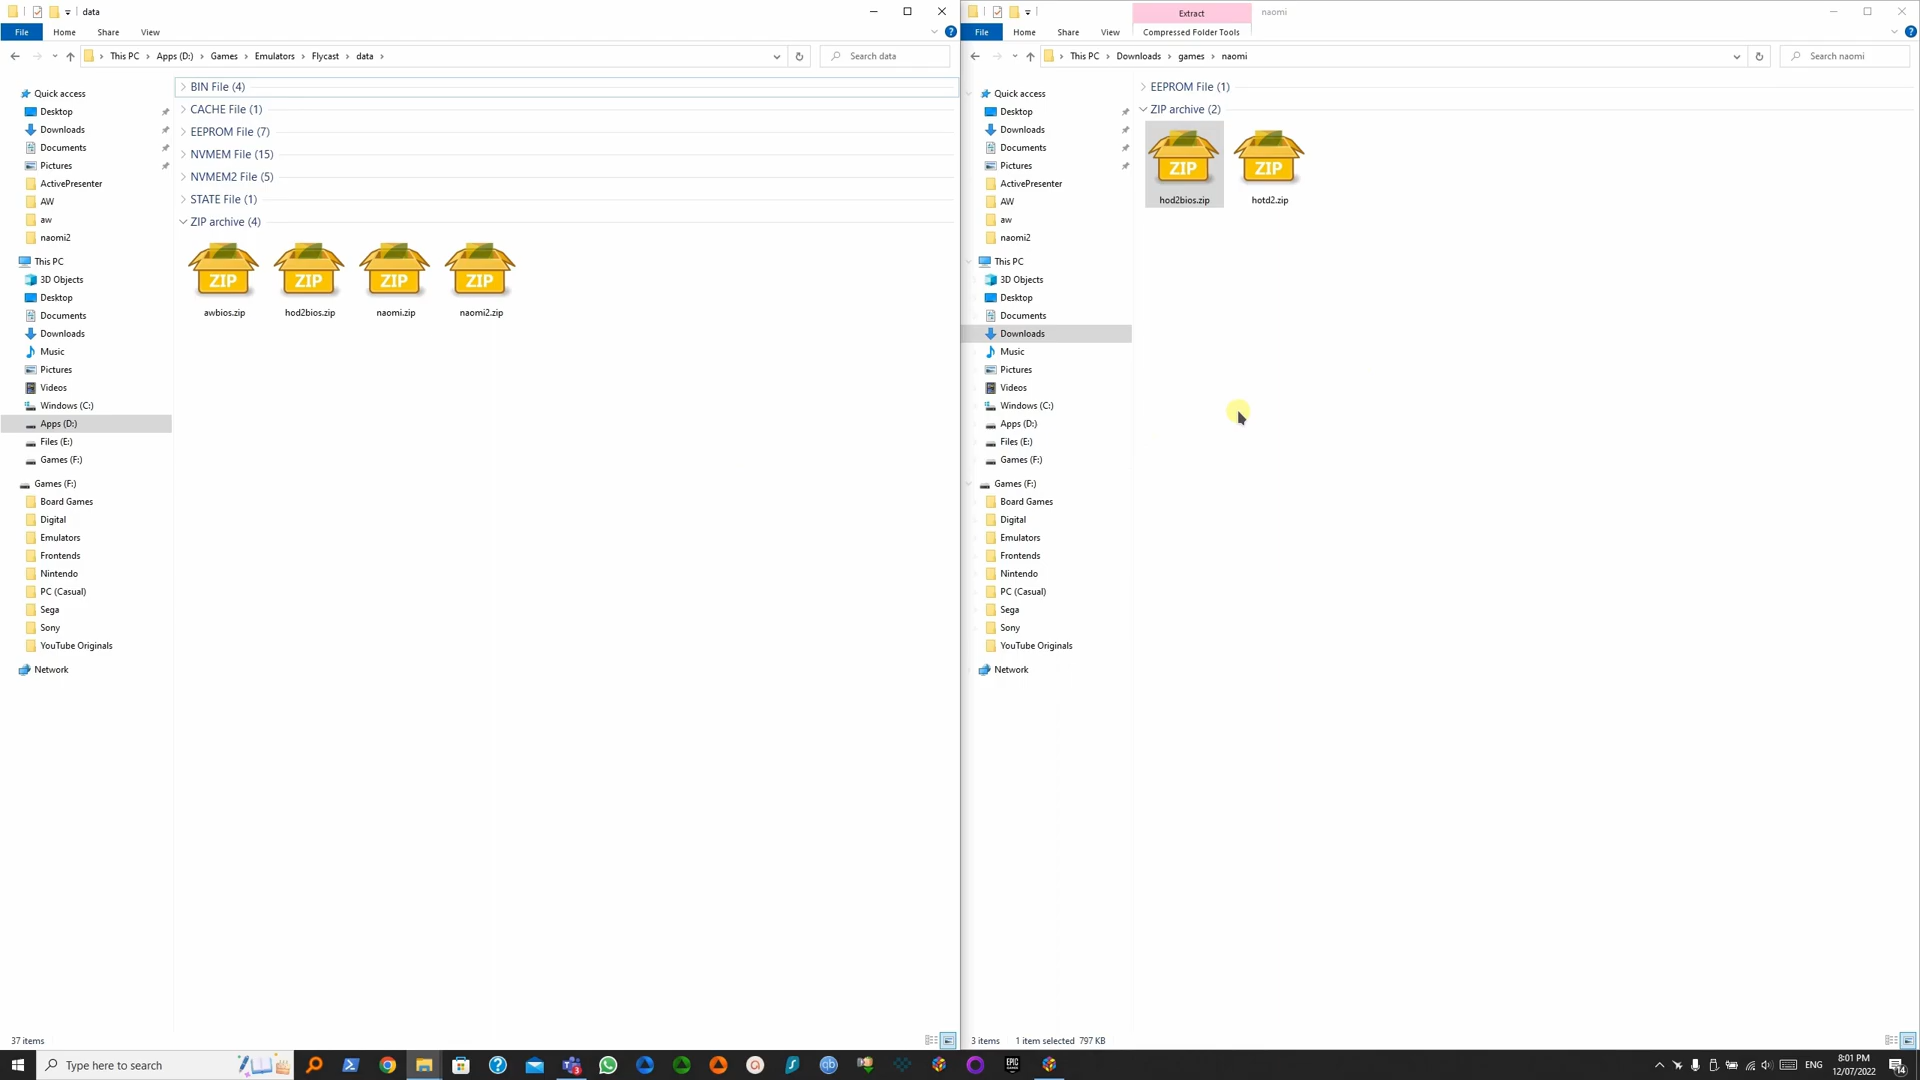 data
File
Home
Share
View
This PC > Apps (D:) > Games > Emulators > Flycast > data >
Search data
Quick access
Desktop
Downloads
Documents
Pictures
ActivePresenter
AW
aw
naomi2
This PC
3D Objects
Desktop
Documents
Downloads
Music
Pictures
Videos
Windows (C:)
Apps (D:)
Files (E:)
Games (F:)
Games (F:)
Board Games
Digital
Emulators
Frontends
Nintendo
PC (Casual)
Sega
Sony
YouTube Originals
Network
BIN File (4)
CACHE File (1)
EEPROM File (7)
NVMEM File (15)
NVMEM2 File (5)
STATE File (1)
ZIP archive (4)
ZIP ZIP ZIP ZIP
awbios.zip hod2bios.zip naomi.zip naomi2.zip
37 items
Extract
naomi
File
Home
Share
View
Compressed Folder Tools
This PC > Downloads > games > naomi
Search naomi
Quick access
Desktop
Downloads
Documents
Pictures
ActivePresenter
AW
aw
naomi2
This PC
3D Objects
Desktop
Documents
Downloads
Music
Pictures
Videos
Windows (C:)
Apps (D:)
Files (E:)
Games (F:)
Games (F:)
Board Games
Digital
Emulators
Frontends
Nintendo
PC (Casual)
Sega
Sony
YouTube Originals
Network
EEPROM File (1)
ZIP archive (2)
ZIP ZIP
hod2bios.zip hotd2.zip
3 items 1 item selected 797 KB
Type here to search
3
qb
EPIC
ENG
8:01 PM
12/07/2022
14